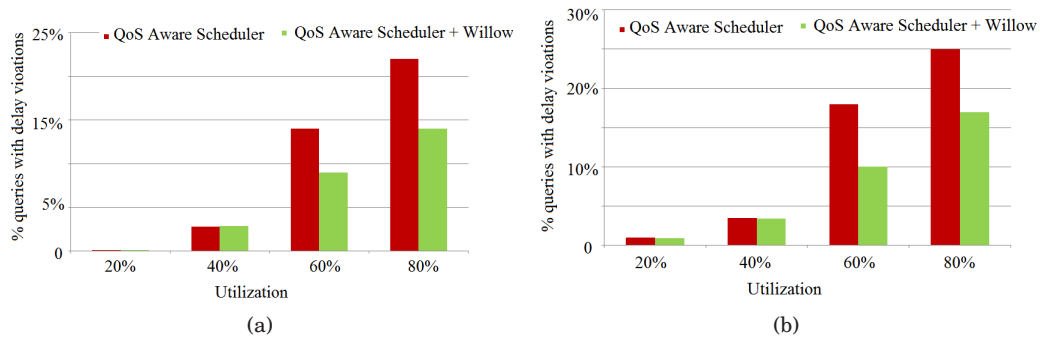 25%
QoS Aware Scheduler
QoS Aware Scheduler + Willow
% queries with delay vioations
15%
5%
0
20%
40%
60%
80%
Utilization
(a)
30%
QoS Aware Scheduler
QoS Aware Scheduler + Willow
% queries with delay vioations
20%
10%
0
20%
40%
60%
80%
Utilization
(b)